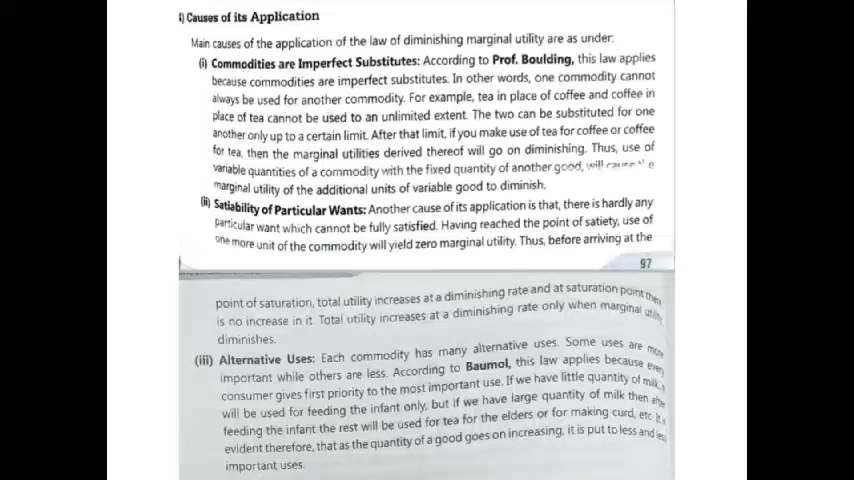 4) Causes of its Application
Main causes of the application of the law of diminishing marginal utility are as under:
(i) Commodities are Imperfect Substitutes: According to Prof. Boulding, this law applies
because commodities are imperfect substitutes. In other words, one commodity cannot
always be used for another commodity. For example, tea in place of coffee and coffee in
place of tea cannot be used to an unlimited extent. The two can be substituted for one
another only up to a certain limit. After that limit, if you make use of tea for coffee or coffee
for tea, then the marginal utilities derived thereof will go on diminishing. Thus, use of
variable quantities of a commodity with the fixed quantity of another good, will cause
marginal utility of the additional units of variable good to diminish.
(ii) Satiability of Particular Wants: Another cause of its application is that, there is hardly any
particular want which cannot be fully satisfied. Having reached the point of satiety, use of
one more unit of the commodity will yield zero marginal utility. Thus, before arriving at the
97
point of saturation, total utility increases at a diminishing rate and at saturation point there
is no increase in it. Total utility increases at a diminishing rate only when marginal utility
diminishes.
(iii) Alternative Uses: Each commodity has many alternative uses. Some uses are more
important while others are less. According to Baumol, this law applies because every
consumer gives first priority to the most important use. If we have little quantity of milk,
will be used for feeding the infant only, but if we have large quantity of milk then after
feeding the infant the rest will be used for tea for the elders or for making curd, etc. It is
evident therefore, that as the quantity of a good goes on increasing, it is put to less and less
important uses.